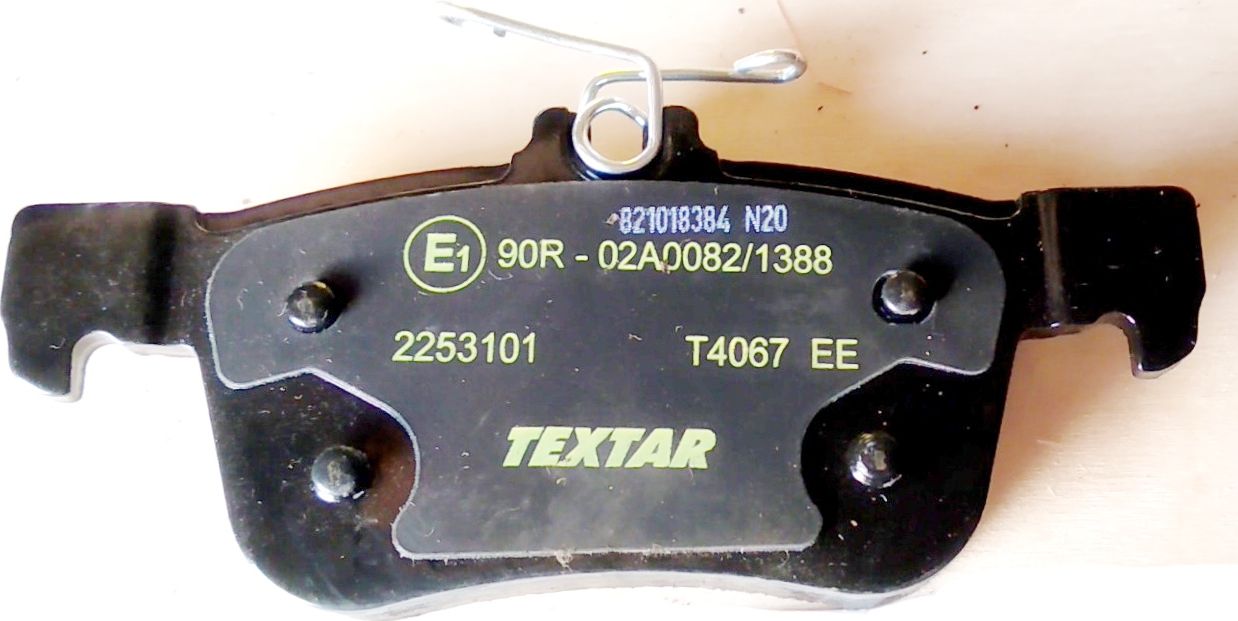 821018384 N20
E1 90R - 02A0082/1388
2253101 T4067 EE
TEXTAR